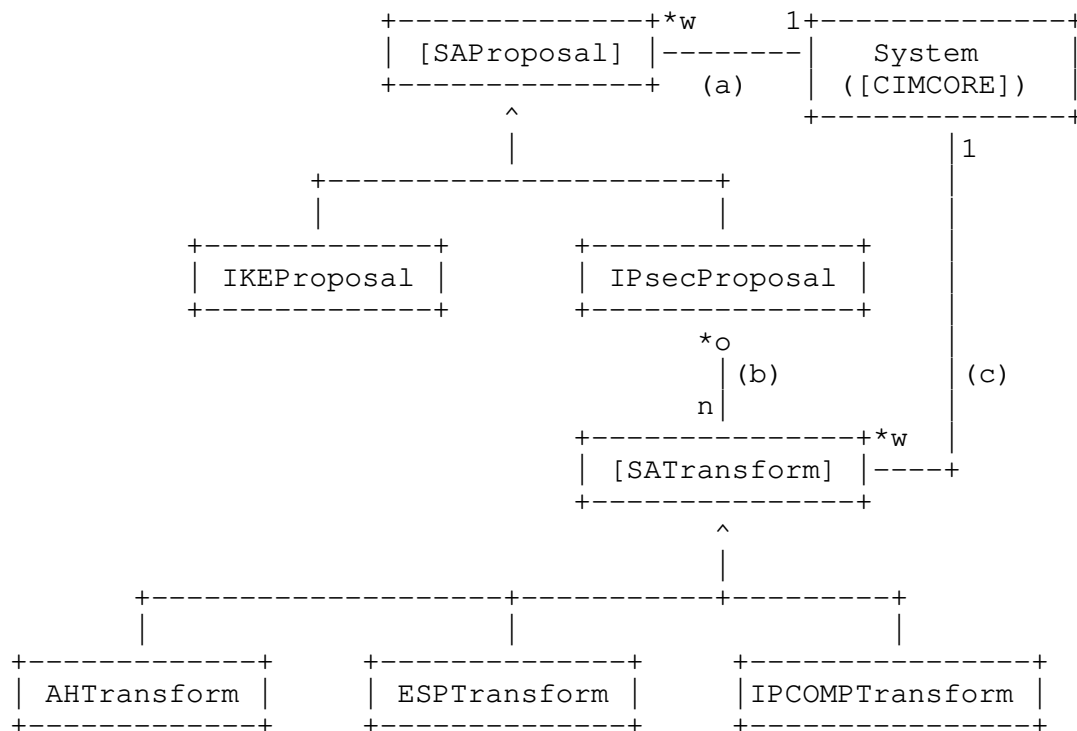 *w 1
[SAProposal] System
(a) ([CIMCORE])
^
1
IKEProposal IPsecProposal
*o
(b) (c)
n
*w
[SATransform]
^
AHTransform ESPTransform IPCOMPTransform